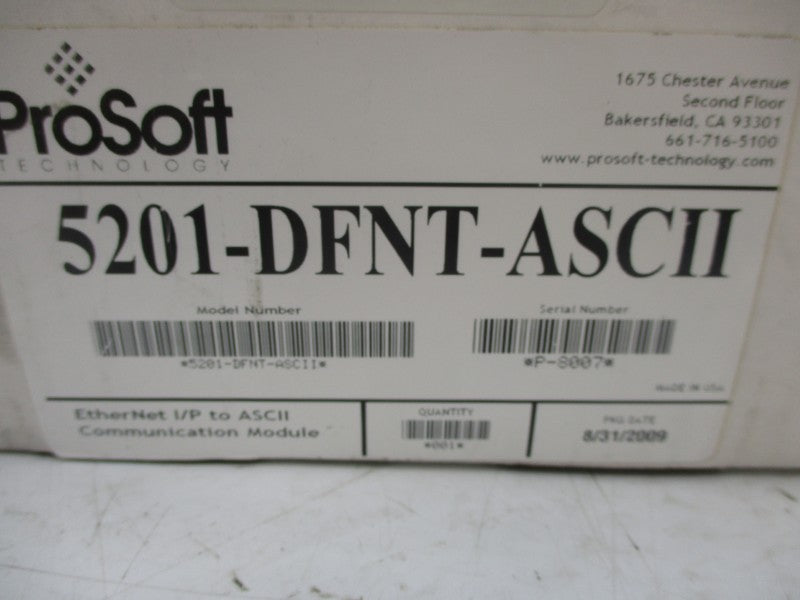 ProSoft
TECHNOLOGY
1675 Chester Avenue
Second Floor
Bakersfield, CA 93301
661-716-5100
www.prosoft-technology.com
5201-DFNT-ASCII
Model Number
*5201-DFNT-ASCII*
Serial Number
*P-8007*
MADE IN USA
EtherNet I/P to ASCII
Communication Module
QUANTITY
*001*
PKG DATE
8/31/2009